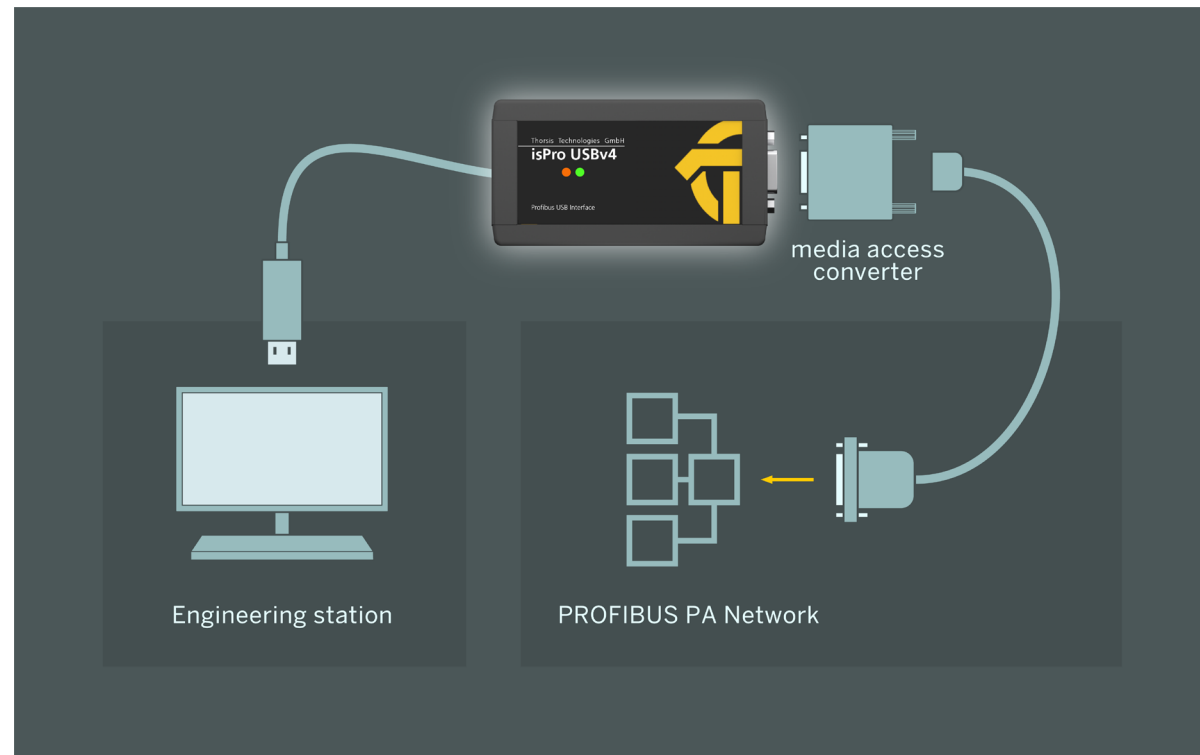 Thorsis Technologies GmbH
isPro USBv4
Profibus USB Interface
media access
converter
Engineering station
PROFIBUS PA Network